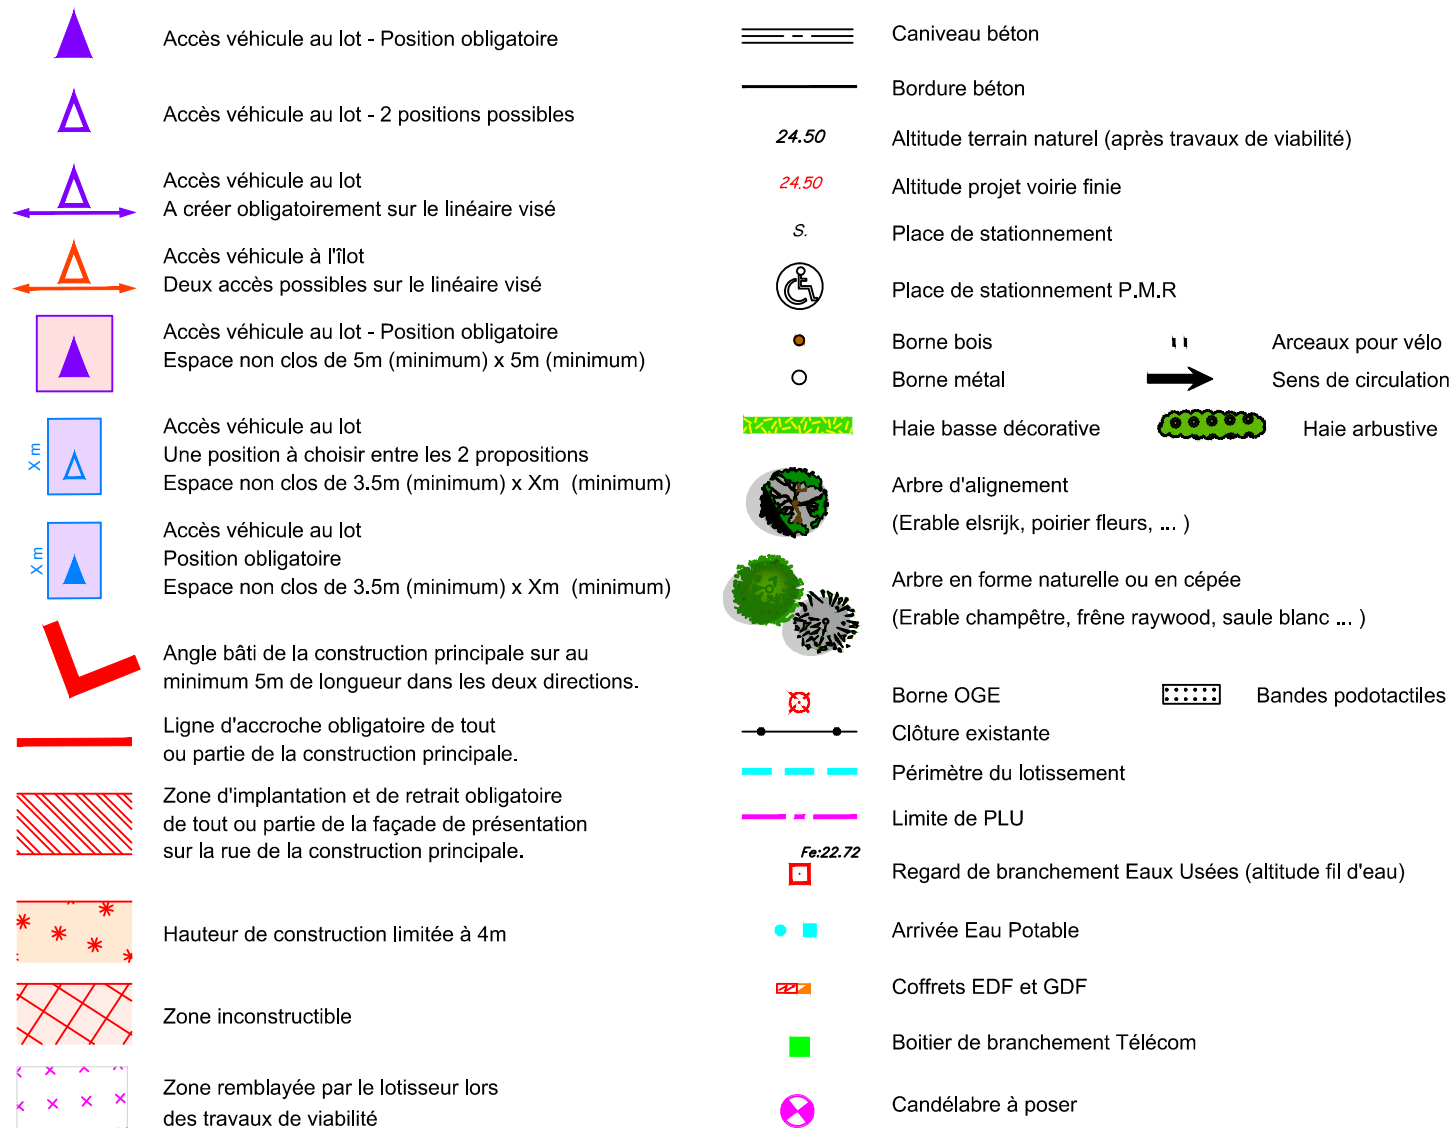 Accès véhicule au lot - Position obligatoire
Accès véhicule au lot - 2 positions possibles
Accès véhicule au lot
A créer obligatoirement sur le linéaire visé
Accès véhicule à l'îlot
Deux accès possibles sur le linéaire visé
Accès véhicule au lot - Position obligatoire
Espace non clos de 5m (minimum) x 5m (minimum)
X m
Accès véhicule au lot
Une position à choisir entre les 2 propositions
Espace non clos de 3.5m (minimum) x Xm (minimum)
X m
Accès véhicule au lot
Position obligatoire
Espace non clos de 3.5m (minimum) x Xm (minimum)
Angle bâti de la construction principale sur au
minimum 5m de longueur dans les deux directions.
Ligne d'accroche obligatoire de tout
ou partie de la construction principale.
Zone d'implantation et de retrait obligatoire
de tout ou partie de la façade de présentation
sur la rue de la construction principale.
Hauteur de construction limitée à 4m
Zone inconstructible
Zone remblayée par le lotisseur lors
des travaux de viabilité
Caniveau béton
Bordure béton
24.50 Altitude terrain naturel (après travaux de viabilité)
24.50 Altitude projet voirie finie
S. Place de stationnement
Place de stationnement P.M.R
Borne bois
Arceaux pour vélo
Borne métal
Sens de circulation
Haie basse décorative
Haie arbustive
Arbre d'alignement
(Erable elsrijk, poirier fleurs, ... )
Arbre en forme naturelle ou en cépée
(Erable champêtre, frêne raywood, saule blanc ... )
Borne OGE
Bandes podotactiles
Clôture existante
Périmètre du lotissement
Limite de PLU
Fe:22.72
Regard de branchement Eaux Usées (altitude fil d'eau)
Arrivée Eau Potable
Coffrets EDF et GDF
Boitier de branchement Télécom
Candélabre à poser